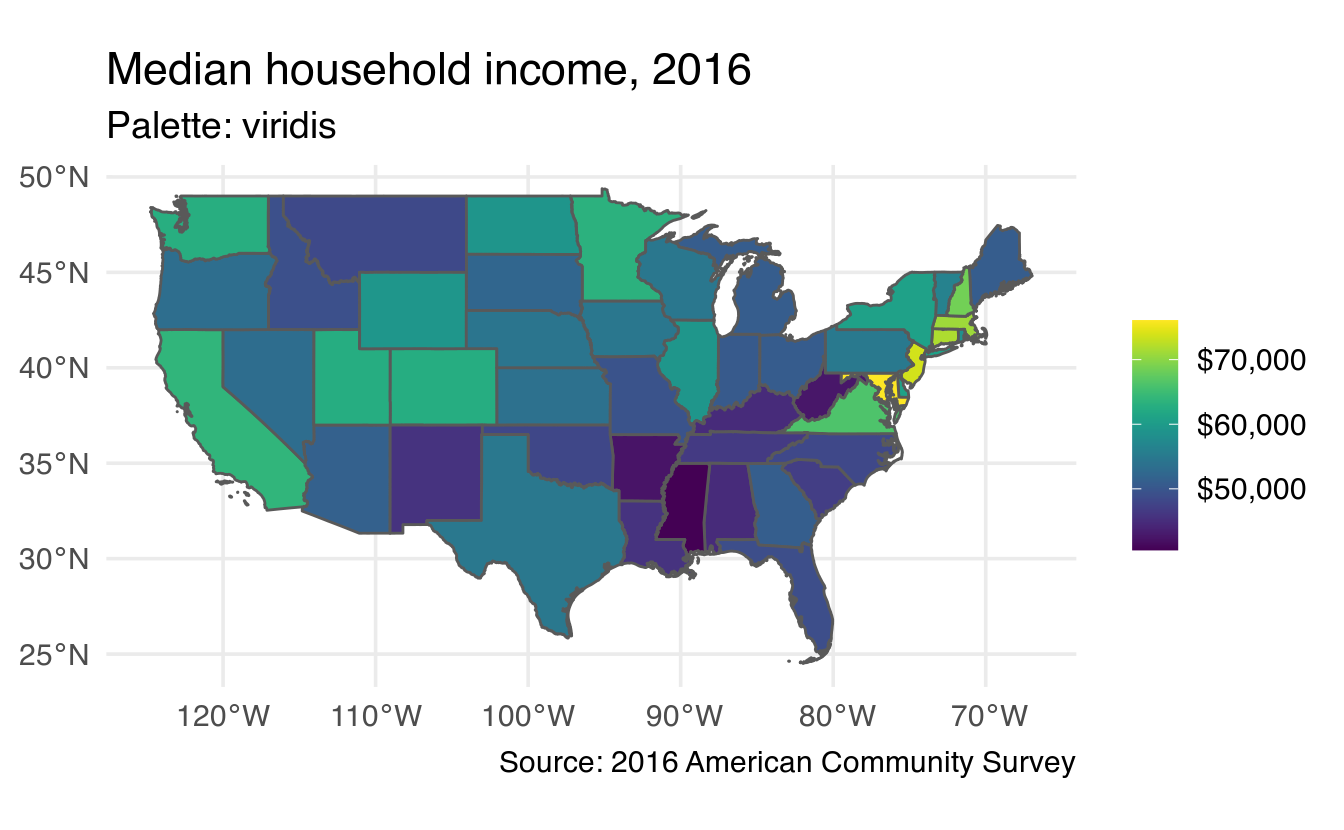 Median household income, 2016
Palette: viridis
50°N
45°N
40°N
35°N
30°N
25°N
120°W 110°W 100°W 90°W 80°W 70°W
$70,000
$60,000
$50,000
Source: 2016 American Community Survey